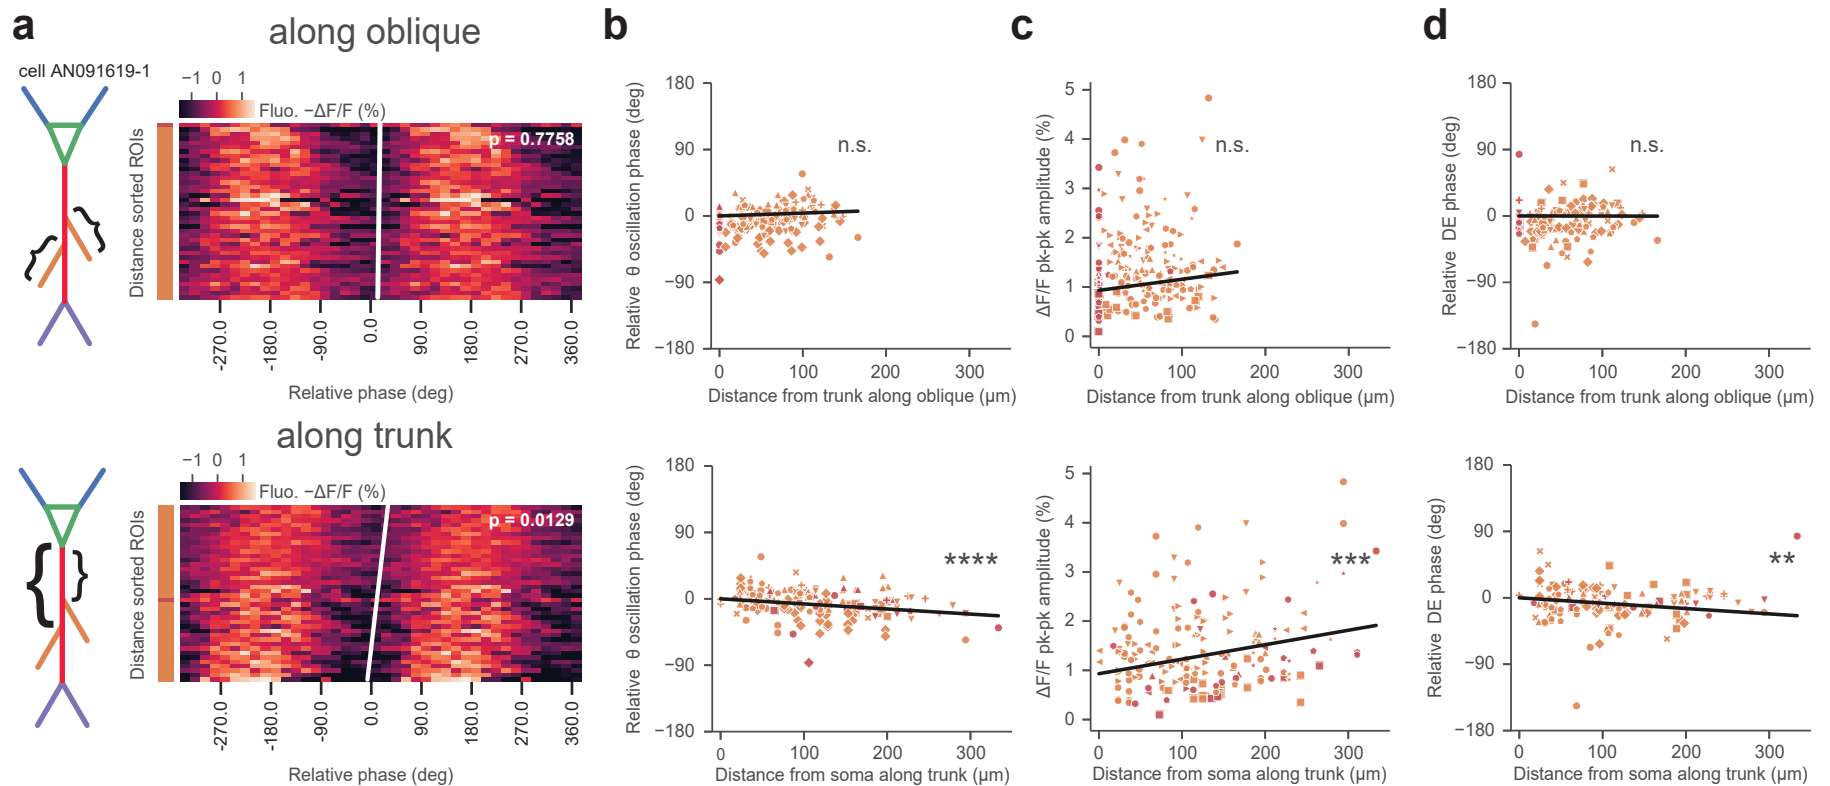 a
along oblique
cell AN091619-1
−1 0 1
Fluo. −ΔF/F (%)
p = 0.7758
Distance sorted ROIs
-270.0 -180.0 -90.0 0.0 90.0 180.0 270.0 360.0
Relative phase (deg)
along trunk
−1 0 1
Fluo. −ΔF/F (%)
p = 0.0129
Distance sorted ROIs
-270.0 -180.0 -90.0 0.0 90.0 180.0 270.0 360.0
Relative phase (deg)
b
Relative θ oscillation phase (deg)
180
90
0
−90
−180
n.s.
0 100 200 300
Distance from trunk along oblique (µm)
Relative θ oscillation phase (deg)
180
90
0
−90
−180
****
0 100 200 300
Distance from soma along trunk (µm)
c
ΔF/F pk-pk amplitude (%)
5
4
3
2
1
0
n.s.
0 100 200 300
Distance from trunk along oblique (µm)
ΔF/F pk-pk amplitude (%)
5
4
3
2
1
0
***
0 100 200 300
Distance from soma along trunk (µm)
d
Relative DE phase (deg)
180
90
0
−90
−180
n.s.
0 100 200 300
Distance from trunk along oblique (µm)
Relative DE phase (deg)
180
90
0
−90
−180
**
0 100 200 300
Distance from soma along trunk (µm)